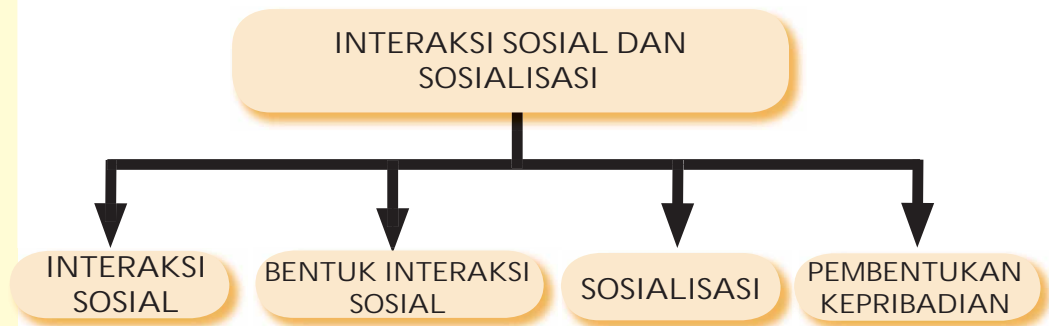 INTERAKSI SOSIAL DAN
SOSIALISASI
INTERAKSI
SOSIAL
BENTUK INTERAKSI
SOSIAL
SOSIALISASI
PEMBENTUKAN
KEPRIBADIAN